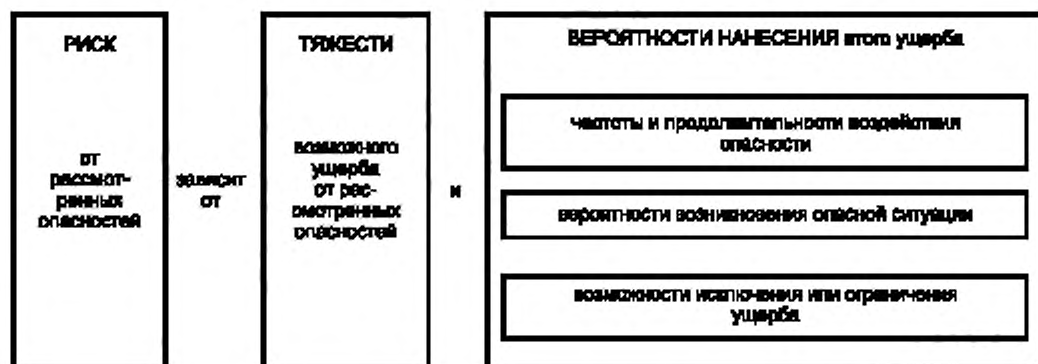 РИСК
от
рассмот-
ренных
опасностей
зависит
от
ТЯЖЕСТИ
возможного
ущерба
от рас-
смотренных
опасностей
и
ВЕРОЯТНОСТИ НАНЕСЕНИЯ этого ущерба
частоты и продолжительности воздействия
опасности
вероятности возникновения опасной ситуации
возможности исключения или ограничения
ущерба